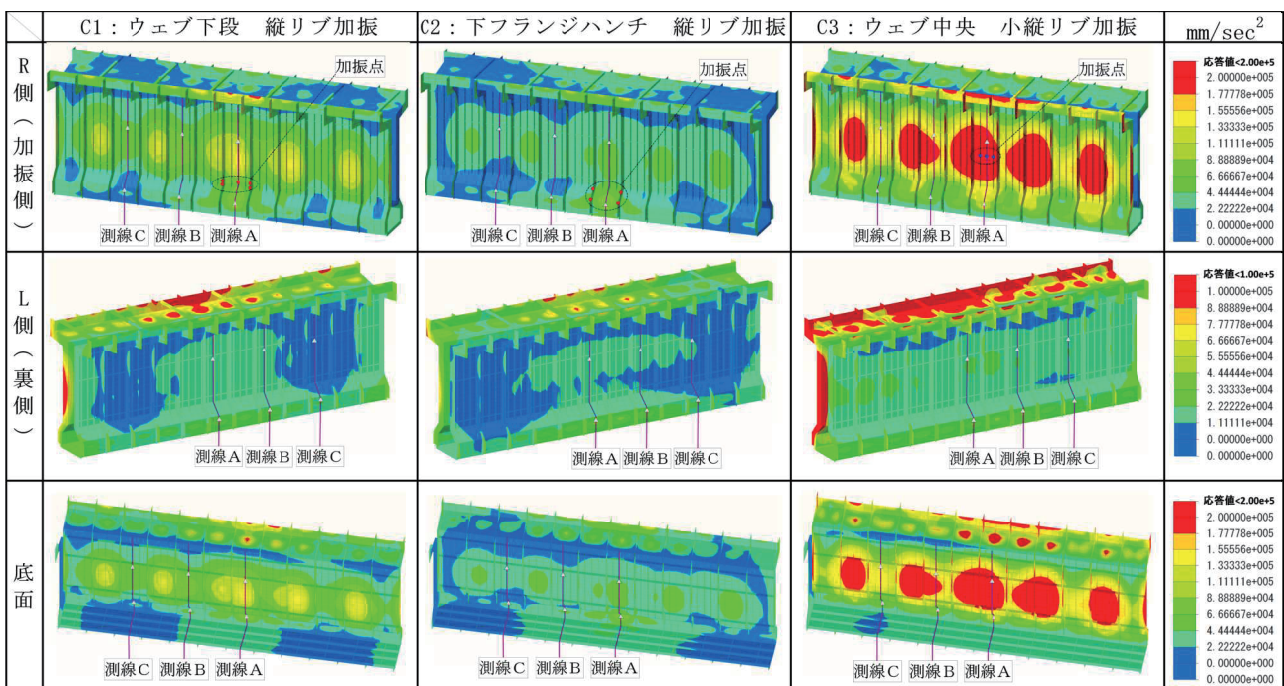 C1：ウェブ下段　縦リブ加振
C2：下フランジハンチ　縦リブ加振
C3：ウェブ中央　小縦リブ加振
mm/sec2
R側（加振側）
加振点
測線C
測線B
測線A
加振点
測線C
測線B
測線A
加振点
測線C
測線B
測線A
応答値<2.00e+5
2.00000e+005
1.77778e+005
1.55556e+005
1.33333e+005
1.11111e+005
8.88889e+004
6.66667e+004
4.44444e+004
2.22222e+004
0.00000e+000
0.00000e+000
L側（裏側）
測線A
測線B
測線C
測線A
測線B
測線C
測線A
測線B
測線C
応答値<1.00e+5
1.00000e+005
8.88889e+004
7.77778e+004
6.66667e+004
5.55556e+004
4.44444e+004
3.33333e+004
2.22222e+004
1.11111e+004
0.00000e+000
0.00000e+000
底面
測線C
測線B
測線A
測線C
測線B
測線A
測線C
測線B
測線A
応答値<2.00e+5
2.00000e+005
1.77778e+005
1.55556e+005
1.33333e+005
1.11111e+005
8.88889e+004
6.66667e+004
4.44444e+004
2.22222e+004
0.00000e+000
0.00000e+000